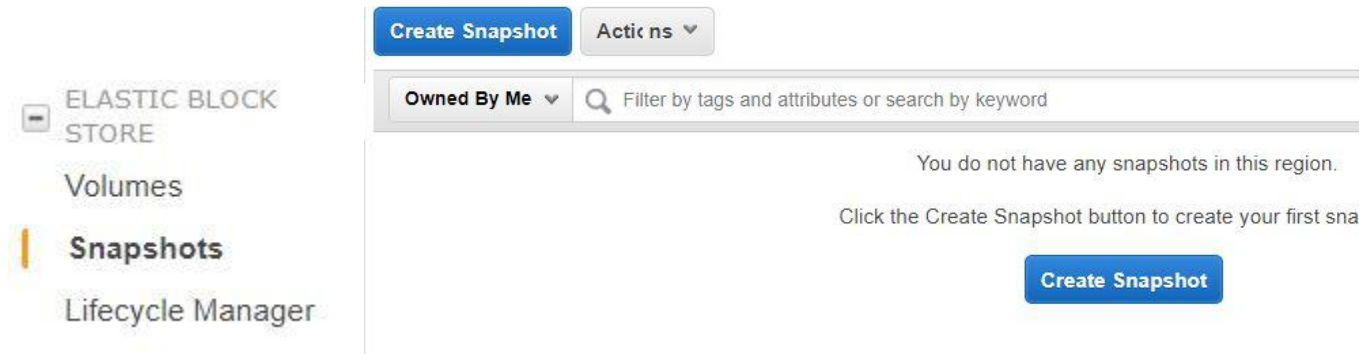 Create Snapshot Actions
ELASTIC BLOCK
STORE
Volumes
Snapshots
Lifecycle Manager
Owned By Me Filter by tags and attributes or search by keyword
You do not have any snapshots in this region.
Click the Create Snapshot button to create your first sna
Create Snapshot